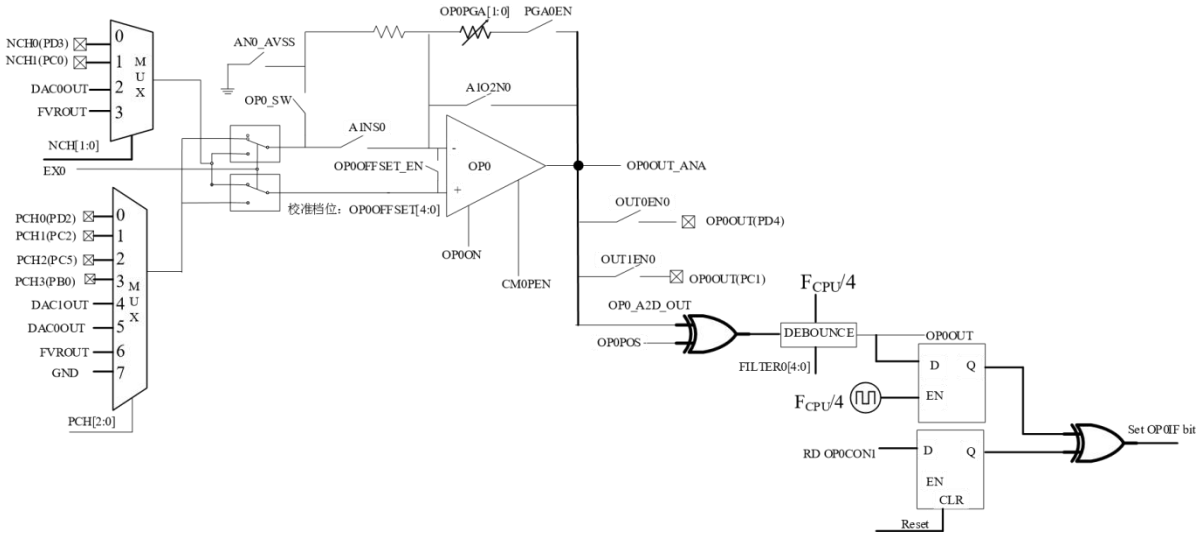 OP0PGA[1:0]
PGA0EN
NCH0(PD3)
NCH1(PC0)
DAC0OUT
FVROUT
0
1
2
3
M
U
X
NCH[1:0]
EX0
AN0_AVSS
OP0_SW
AINS0
AIO2N0
OP0OFFSET_EN
-
+
OP0
校准档位：OP0OFFSET[4:0]
OP0ON
CM0PEN
OP0OUT_ANA
OUT0EN0
OP0OUT(PD4)
OUT1EN0
OP0OUT(PC1)
PCH0(PD2)
PCH1(PC2)
PCH2(PC5)
PCH3(PB0)
DAC1OUT
DAC0OUT
FVROUT
GND
0
1
2
3
4
5
6
7
M
U
X
PCH[2:0]
OP0_A2D_OUT
OP0POS
FCPU/4
DEBOUNCE
FILTER0[4:0]
OP0OUT
D
Q
EN
FCPU/4
RD OP0CON1
D
Q
EN
CLR
Reset
Set OP0IF bit